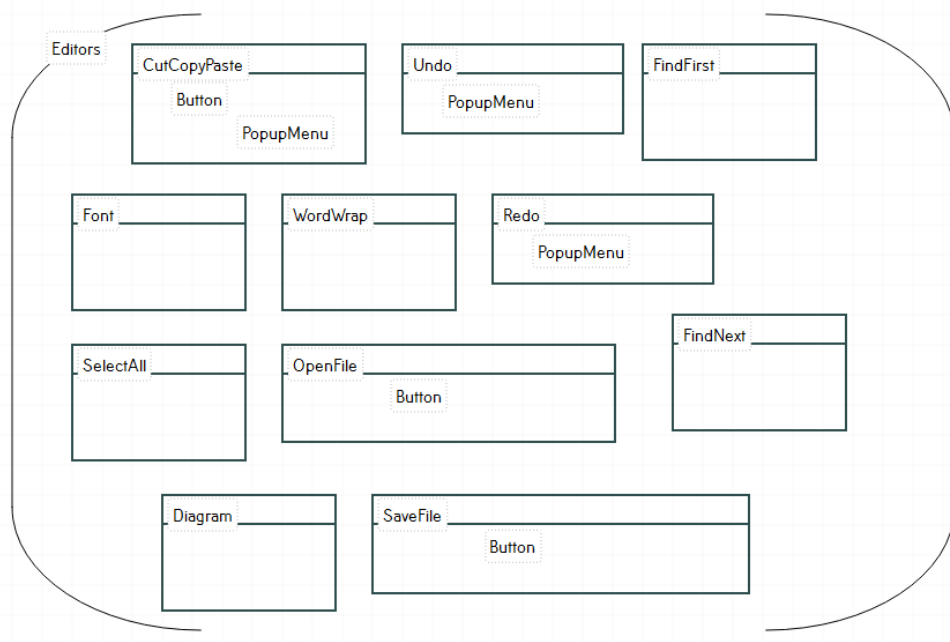 Editors
CutCopyPaste
Button
PopupMenu
Undo
PopupMenu
FindFirst
Font
WordWrap
Redo
PopupMenu
FindNext
SelectAll
OpenFile
Button
Diagram
SaveFile
Button